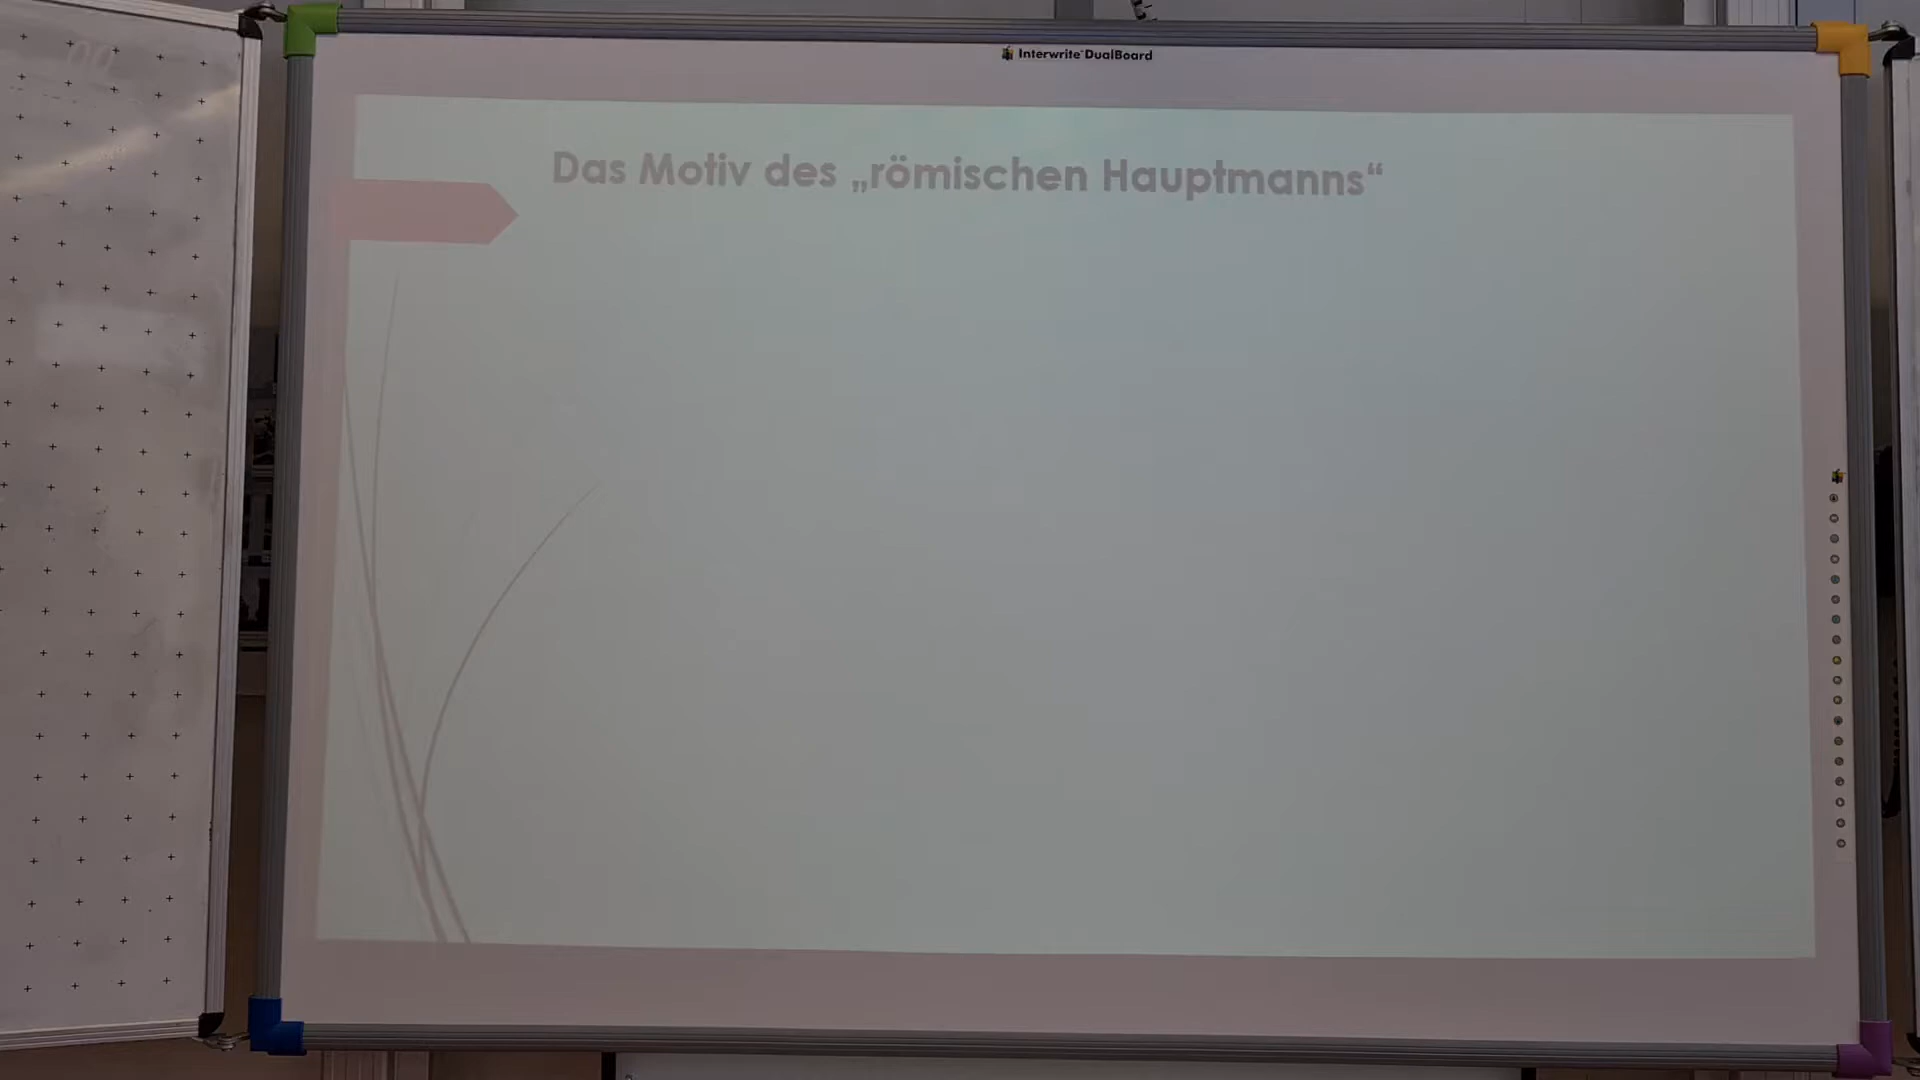 Interwrite DualBoard
Das Motiv des „römischen Hauptmanns“